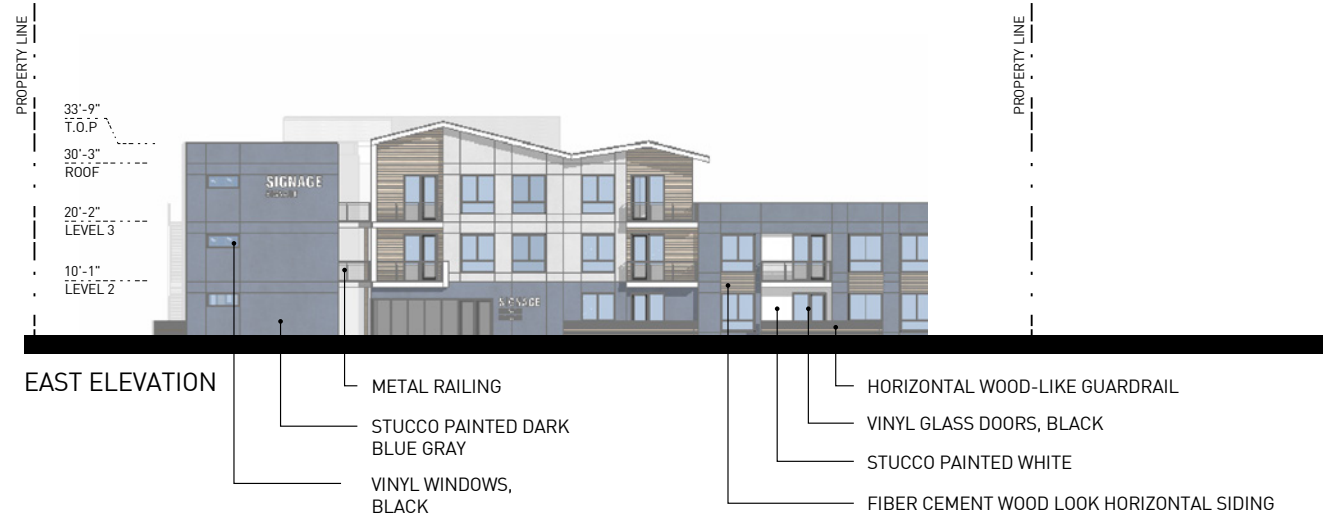 PROPERTY LINE
PROPERTY LINE
33'-9"
T.O.P
30'-3"
ROOF
20'-2"
LEVEL 3
10'-1"
LEVEL 2
SIGNAGE
SIGNAGE
EAST ELEVATION
METAL RAILING
STUCCO PAINTED DARK
BLUE GRAY
VINYL WINDOWS,
BLACK
HORIZONTAL WOOD-LIKE GUARDRAIL
VINYL GLASS DOORS, BLACK
STUCCO PAINTED WHITE
FIBER CEMENT WOOD LOOK HORIZONTAL SIDING